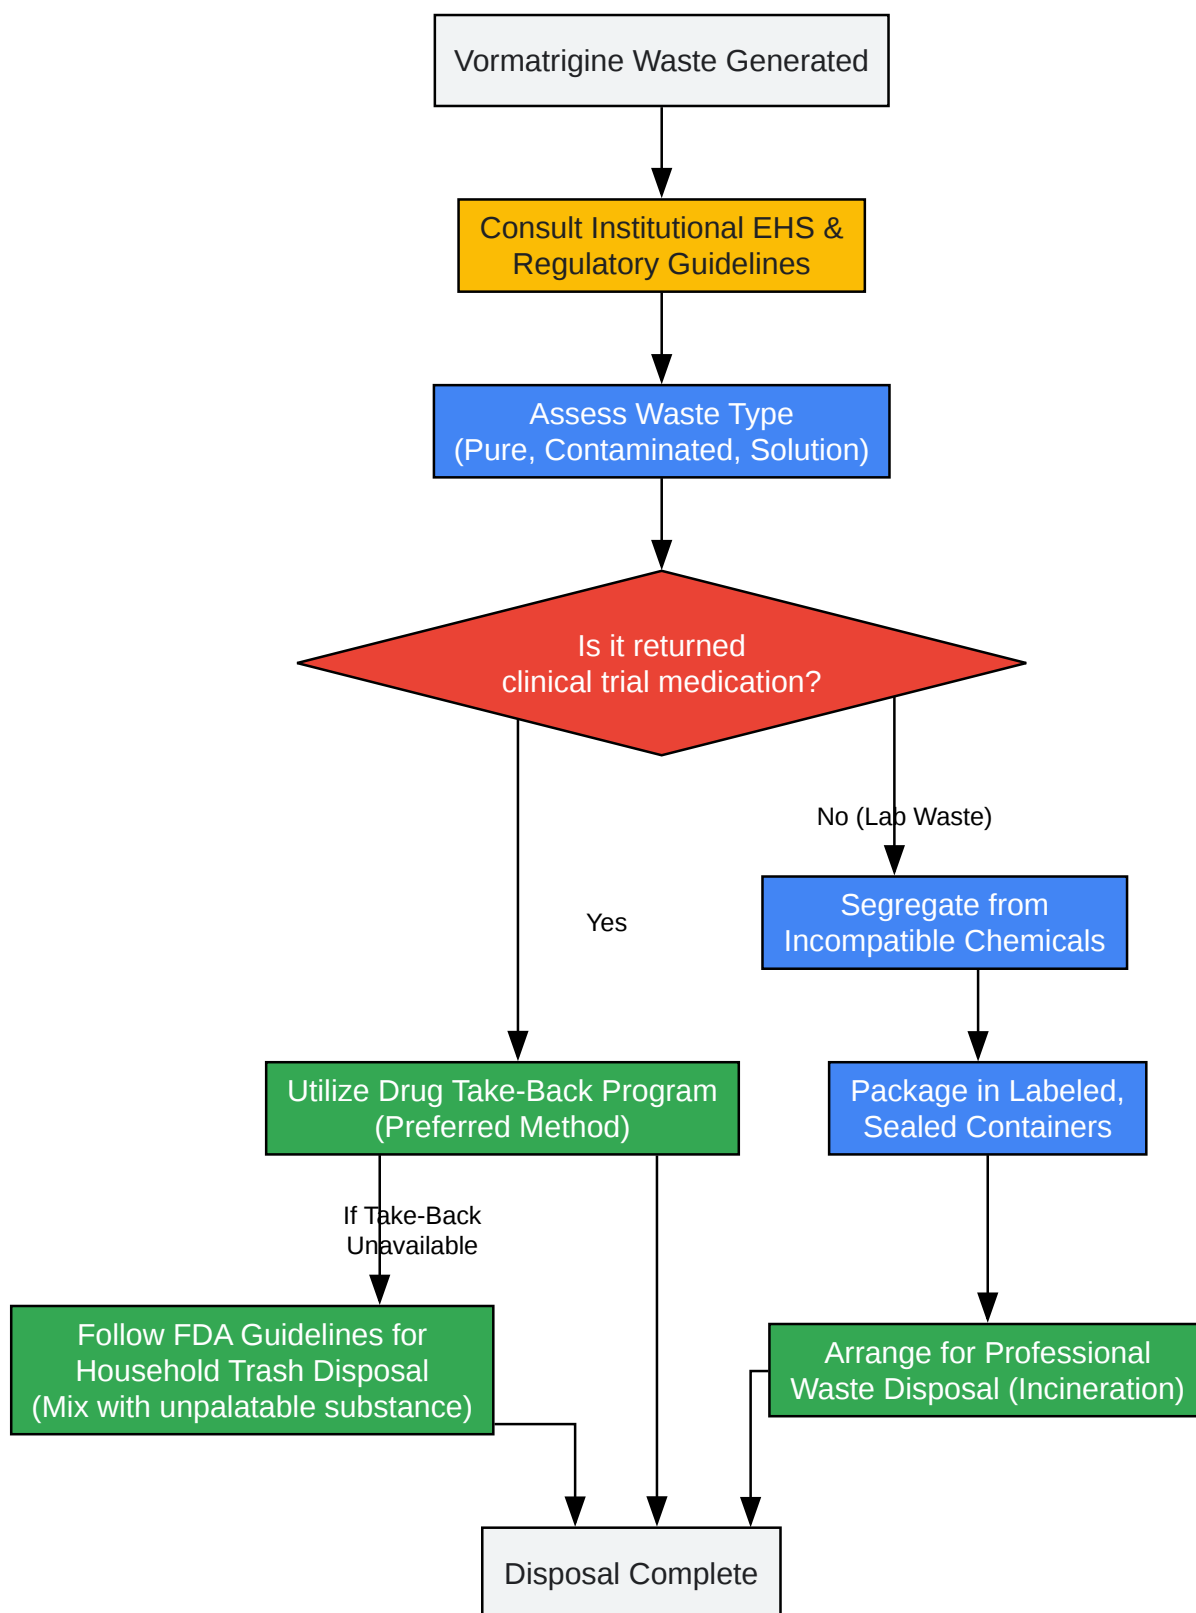 Vormatrigine Waste Generated
Consult Institutional EHS &
Regulatory Guidelines
Assess Waste Type
(Pure, Contaminated, Solution)
Is it returned
clinical trial medication?
No (Lab Waste)
Segregate from
Incompatible Chemicals
Yes
Utilize Drug Take-Back Program
(Preferred Method)
Package in Labeled,
Sealed Containers
If Take-Back
Unavailable
Follow FDA Guidelines for
Household Trash Disposal
(Mix with unpalatable substance)
Arrange for Professional
Waste Disposal (Incineration)
Disposal Complete